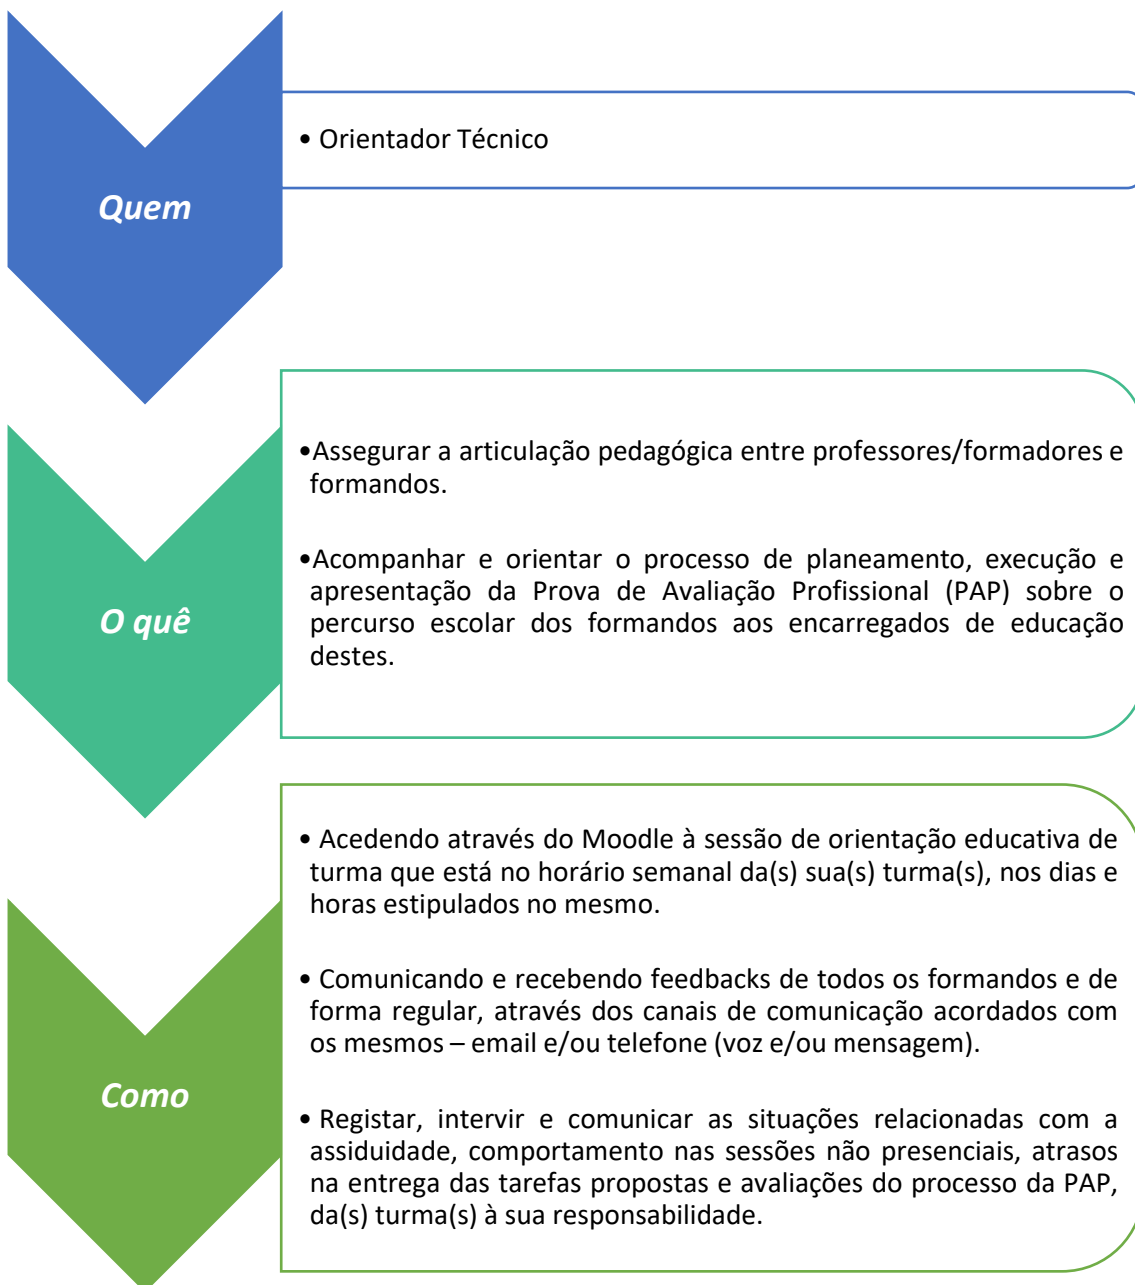 Quem
• Orientador Técnico
O quê
•Assegurar a articulação pedagógica entre professores/formadores e
formandos.
•Acompanhar e orientar o processo de planeamento, execução e
apresentação da Prova de Avaliação Profissional (PAP) sobre o
percurso escolar dos formandos aos encarregados de educação
destes.
Como
• Acedendo através do Moodle à sessão de orientação educativa de
turma que está no horário semanal da(s) sua(s) turma(s), nos dias e
horas estipulados no mesmo.
• Comunicando e recebendo feedbacks de todos os formandos e de
forma regular, através dos canais de comunicação acordados com
os mesmos – email e/ou telefone (voz e/ou mensagem).
• Registar, intervir e comunicar as situações relacionadas com a
assiduidade, comportamento nas sessões não presenciais, atrasos
na entrega das tarefas propostas e avaliações do processo da PAP,
da(s) turma(s) à sua responsabilidade.